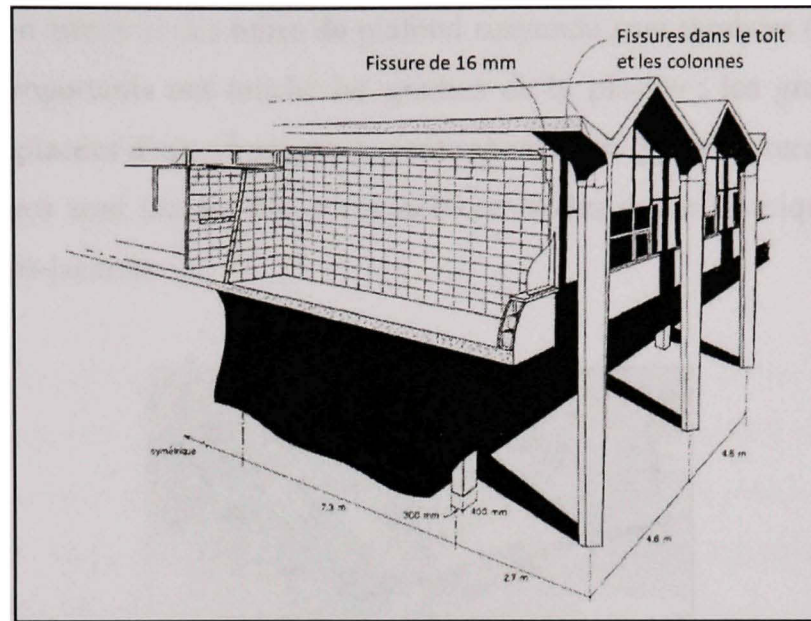 Fissures dans le toit
et les colonnes
Fissure de 16 mm
symétrique
7.3 m
300 mm
400 mm
2.7 m
4.6 m
4.6 m